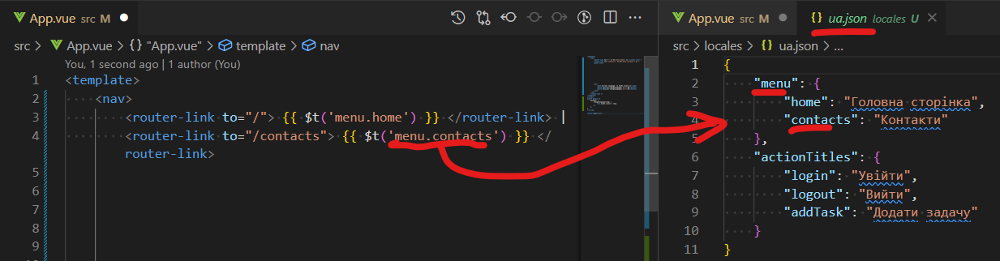 App.vue src M
App.vue src M
ua.json locales U
src > App.vue > {} "App.vue" > template > nav
src > locales > {} ua.json > ...
You, 1 second ago | 1 author (You)
1 <template>
2 <nav>
3 <router-link to="/"> {{ $t('menu.home') }} </router-link> |
4 <router-link to="/contacts"> {{ $t('menu.contacts') }} </
router-link>
5
6
7
8
9
1 {
2 "menu": {
3 "home": "Головна сторінка",
4 "contacts": "Контакти"
5 },
6 "actionTitles": {
7 "login": "Увійти",
8 "logout": "Вийти",
9 "addTask": "Додати задачу"
10 }
11 }